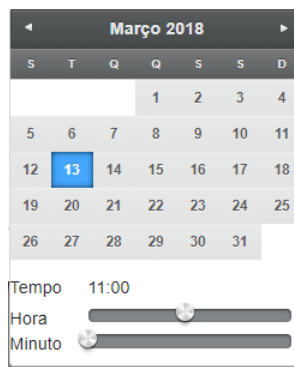 Março 2018
S T Q Q S S D
1 2 3 4
5 6 7 8 9 10 11
12 13 14 15 16 17 18
19 20 21 22 23 24 25
26 27 28 29 30 31
Tempo 11:00
Hora
Minuto